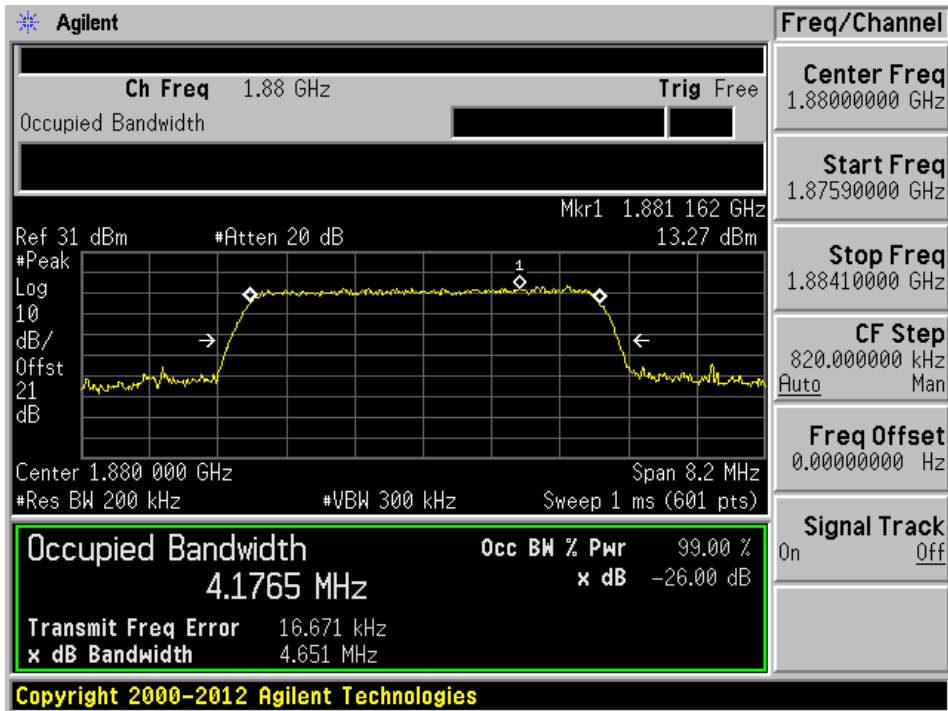 Agilent
Freq/Channel
Ch Freq 1.88 GHz Trig Free
Occupied Bandwidth
Mkr1 1.881 162 GHz
Ref 31 dBm #Atten 20 dB 13.27 dBm
#Peak
Log
10
dB/
Offst
21
dB
1
Center 1.880 000 GHz Span 8.2 MHz
#Res BW 200 kHz #VBW 300 kHz Sweep 1 ms (601 pts)
Occupied Bandwidth
4.1765 MHz
Occ BW % Pwr 99.00 %
x dB -26.00 dB
Transmit Freq Error 16.671 kHz
x dB Bandwidth 4.651 MHz
Center Freq
1.88000000 GHz
Start Freq
1.87590000 GHz
Stop Freq
1.88410000 GHz
CF Step
820.000000 kHz
Auto Man
Freq Offset
0.00000000 Hz
Signal Track
On Off
Copyright 2000-2012 Agilent Technologies